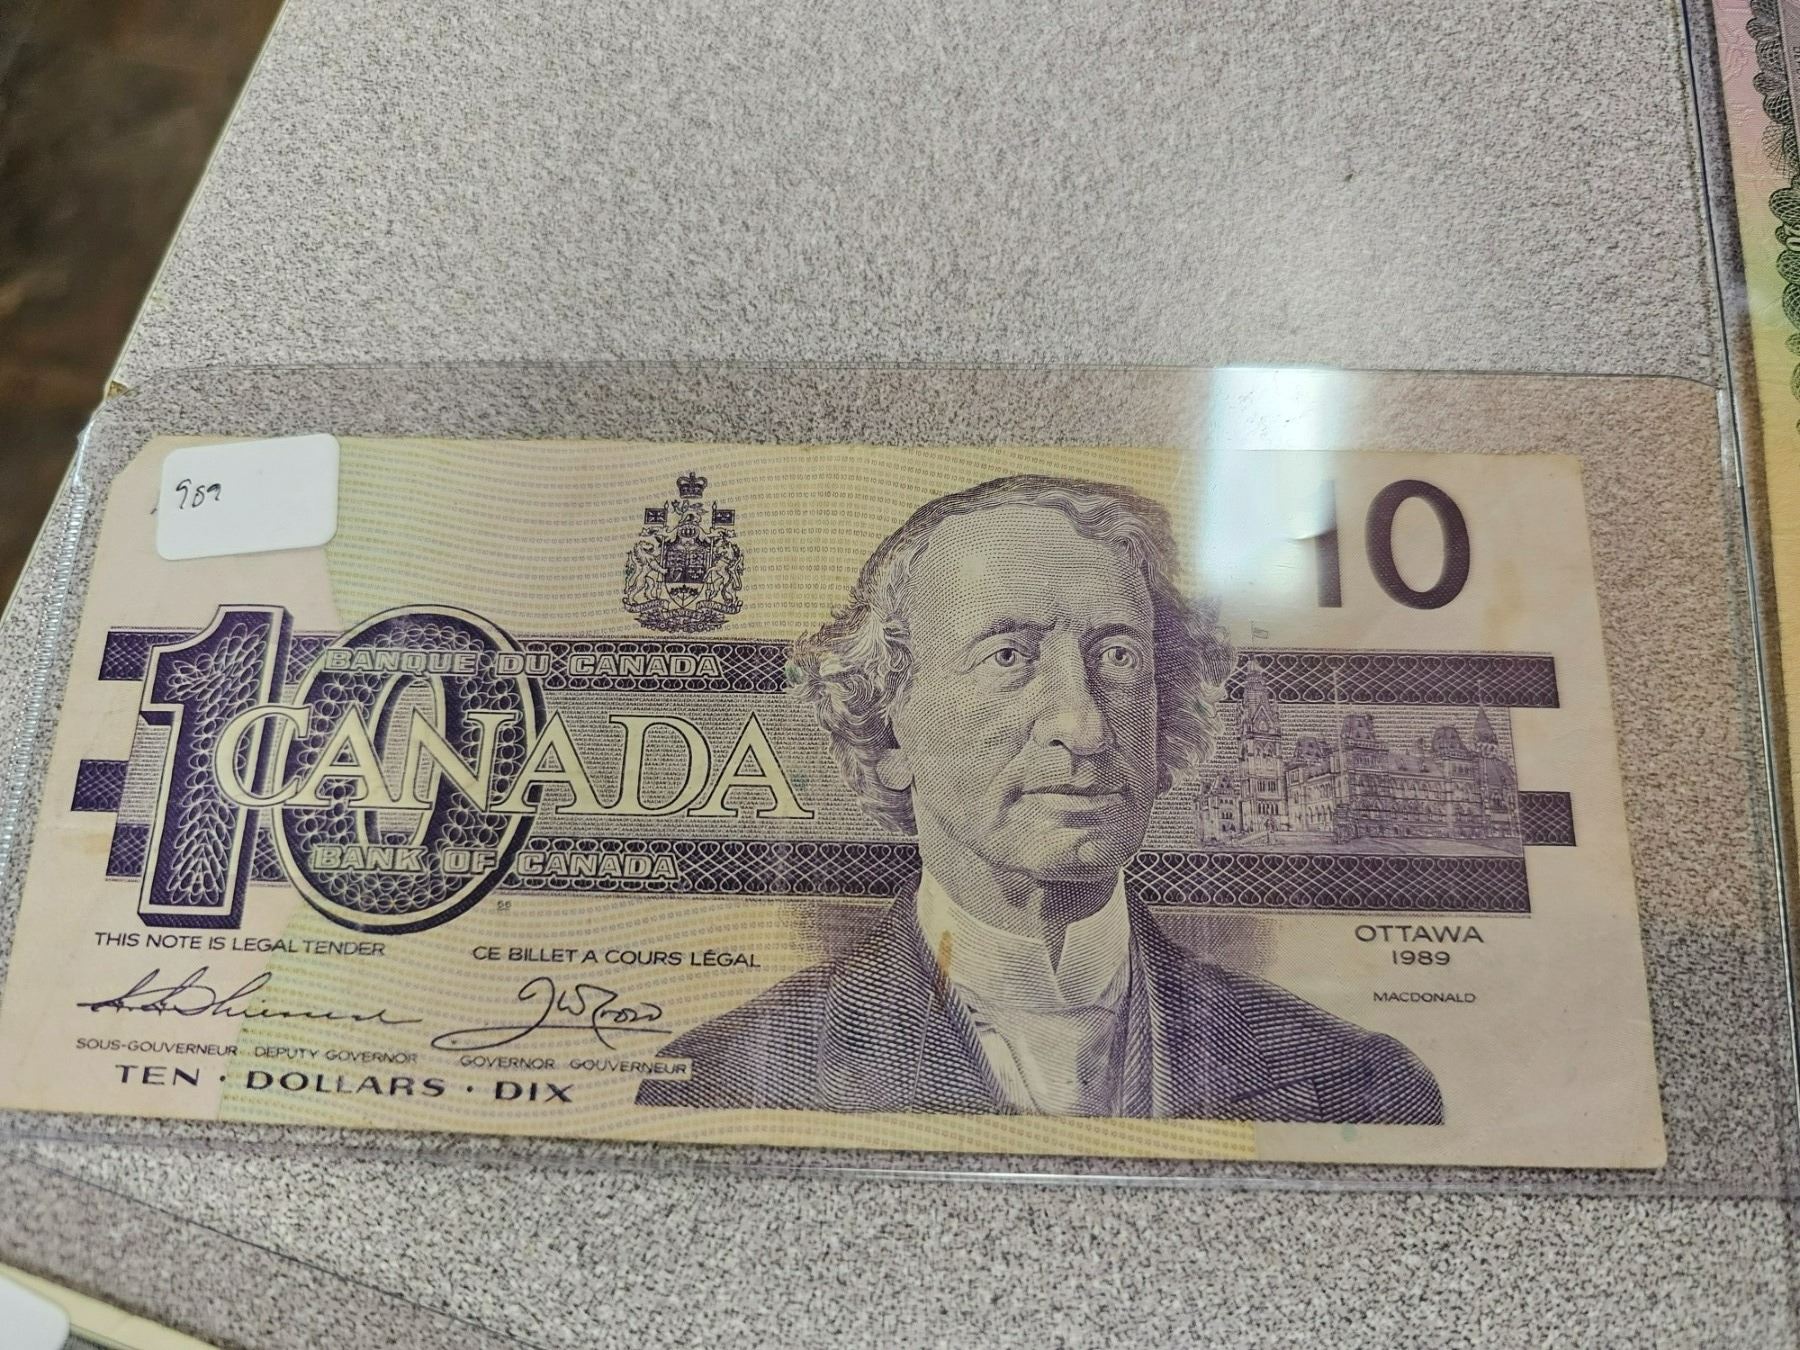 989
10
BANQUE DU CANADA
10
CANADA
BANK OF CANADA
66
THIS NOTE IS LEGAL TENDER
CE BILLET A COURS LÉGAL
OTTAWA
1989
MACDONALD
SOUS-GOUVERNEUR DEPUTY GOVERNOR
GOVERNOR GOUVERNEUR
TEN · DOLLARS · DIX